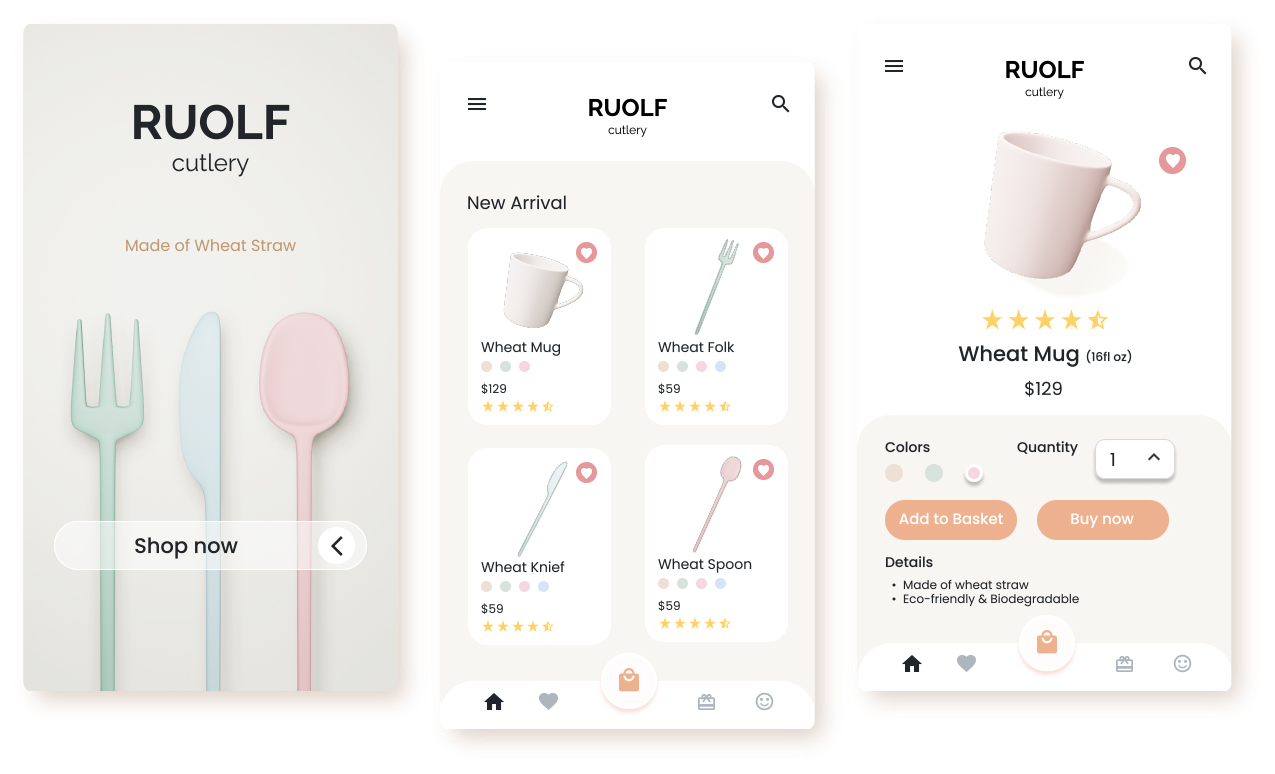 RUOLF
cutlery
Made of Wheat Straw
Shop now
RUOLF
cutlery
New Arrival
Wheat Mug
$129
Wheat Folk
$59
Wheat Knief
$59
Wheat Spoon
$59
RUOLF
cutlery
Wheat Mug (16fl oz)
$129
Colors
Quantity
1
Add to Basket
Buy now
Details
• Made of wheat straw
• Eco-friendly & Biodegradable